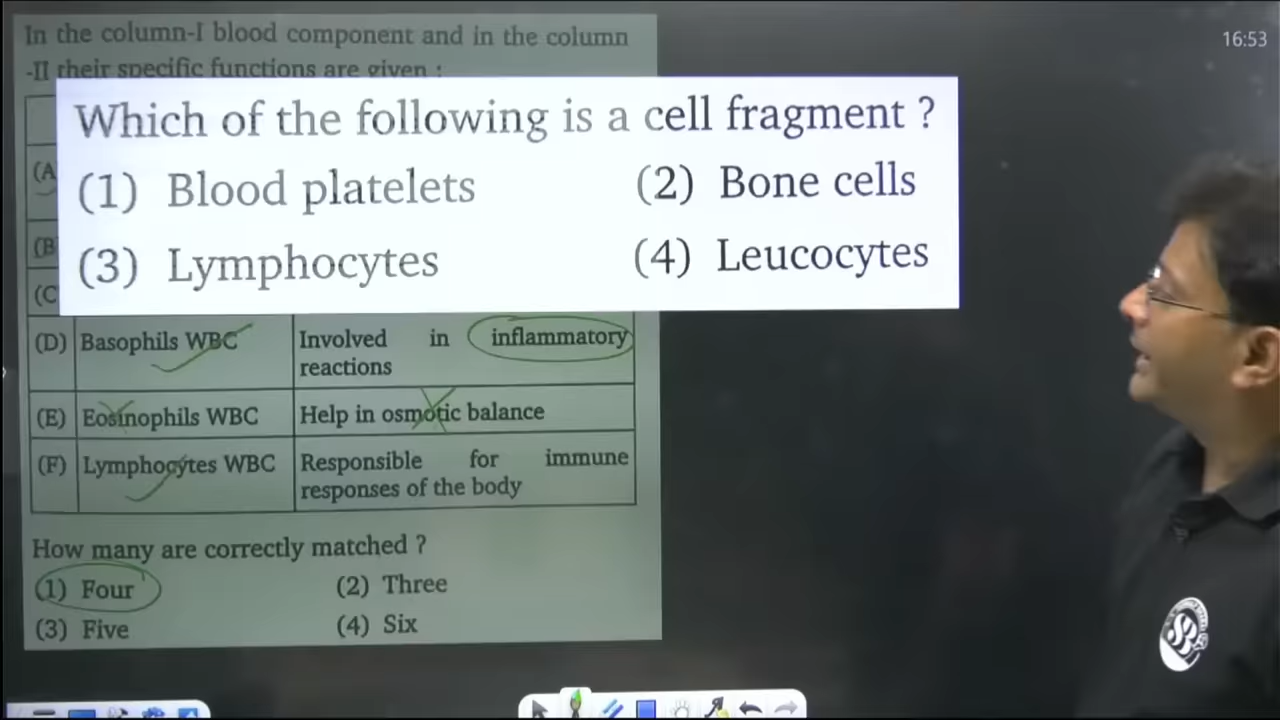 In the column-I blood component and in the column
-II their specific functions are given :
16:53
Which of the following is a cell fragment ?
(1) Blood platelets (2) Bone cells
(3) Lymphocytes (4) Leucocytes
(A
(B
(C
(D) Basophils WBC Involved in inflammatory
reactions
(E) Eosinophils WBC Help in osmotic balance
(F) Lymphocytes WBC Responsible for immune
responses of the body
How many are correctly matched ?
(1) Four (2) Three
(3) Five (4) Six